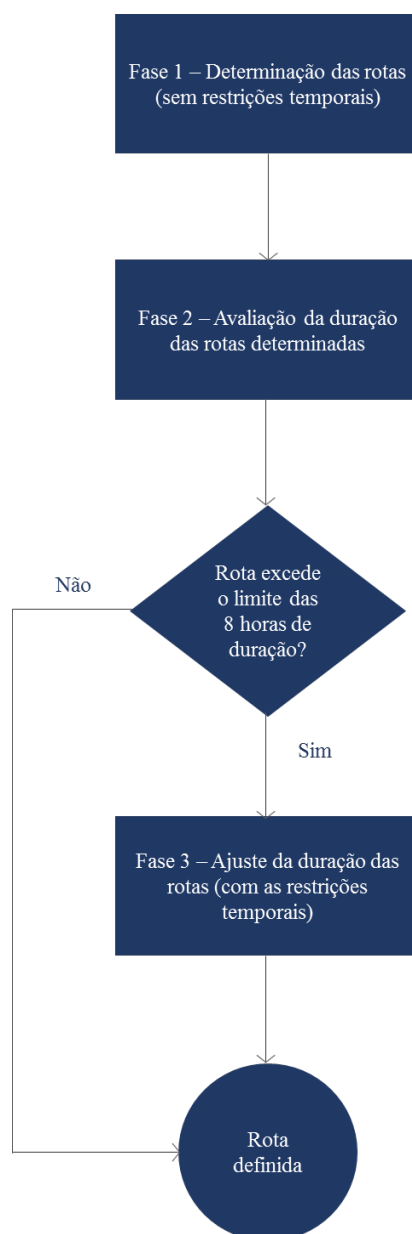 Fase 1 – Determinação das rotas
(sem restrições temporais)
Fase 2 – Avaliação da duração
das rotas determinadas
Rota excede
o limite das
8 horas de
duração?
Não
Sim
Fase 3 – Ajuste da duração das
rotas (com as restrições
temporais)
Rota
definida